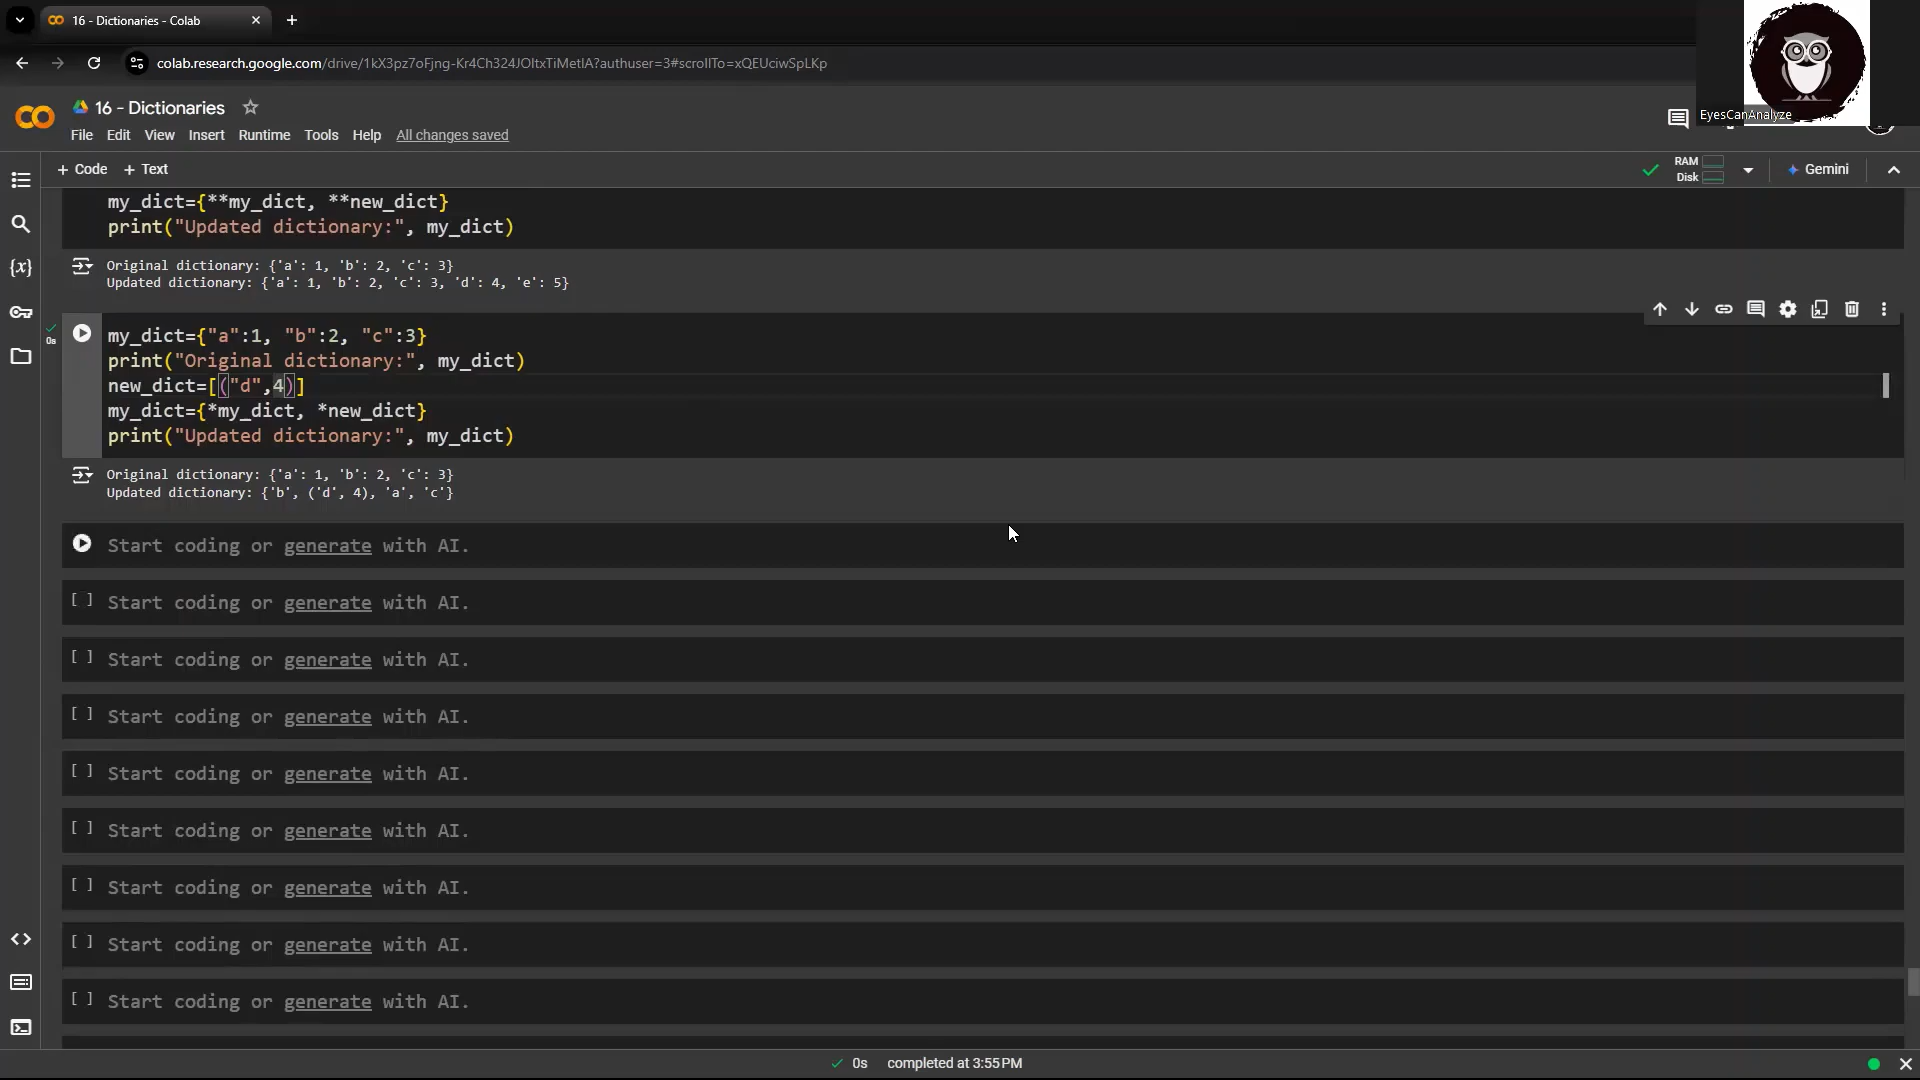 16 - Dictionaries - Colab
colab.research.google.com/drive/1kX3pz7oFjng-Kr4Ch324JOltxTiMetlA?authuser=3#scrollTo=xQEUciwSpLKp
EyesCanAnalyze
16 - Dictionaries
File Edit View Insert Runtime Tools Help All changes saved
+ Code + Text
RAM
Disk
Gemini
my_dict={**my_dict, **new_dict}
print("Updated dictionary:", my_dict)
Original dictionary: {'a': 1, 'b': 2, 'c': 3}
Updated dictionary: {'a': 1, 'b': 2, 'c': 3, 'd': 4, 'e': 5}
0s
my_dict={"a":1, "b":2, "c":3}
print("Original dictionary:", my_dict)
new_dict=[("d",4)]
my_dict={*my_dict, *new_dict}
print("Updated dictionary:", my_dict)
Original dictionary: {'a': 1, 'b': 2, 'c': 3}
Updated dictionary: {'b', ('d', 4), 'a', 'c'}
Start coding or generate with AI.
[ ] Start coding or generate with AI.
[ ] Start coding or generate with AI.
[ ] Start coding or generate with AI.
[ ] Start coding or generate with AI.
[ ] Start coding or generate with AI.
[ ] Start coding or generate with AI.
[ ] Start coding or generate with AI.
[ ] Start coding or generate with AI.
0s completed at 3:55 PM